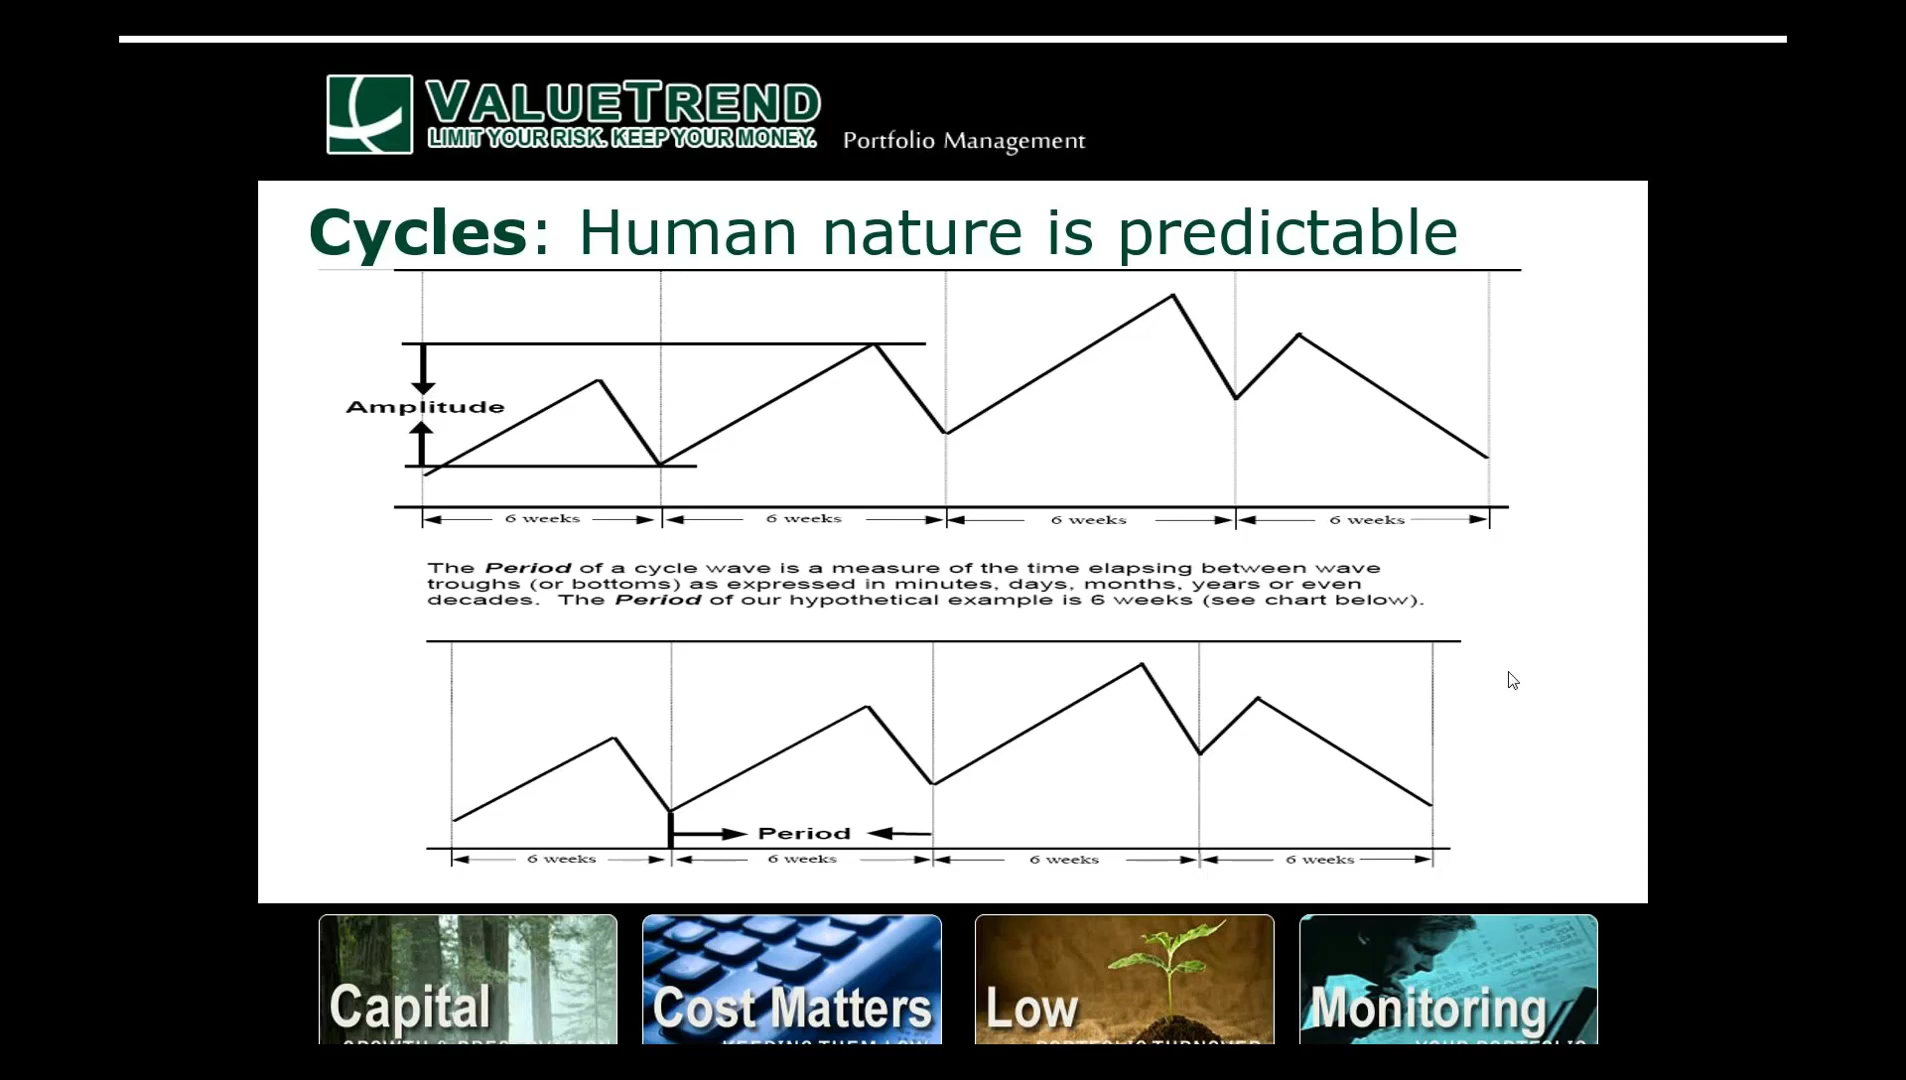 VALUETREND
LIMIT YOUR RISK. KEEP YOUR MONEY.
Portfolio Management
Cycles: Human nature is predictable
Amplitude
6 weeks 6 weeks 6 weeks 6 weeks
The Period of a cycle wave is a measure of the time elapsing between wave
troughs (or bottoms) as expressed in minutes, days, months, years or even
decades. The Period of our hypothetical example is 6 weeks (see chart below).
Period
6 weeks 6 weeks 6 weeks 6 weeks
Capital Cost Matters Low Monitoring